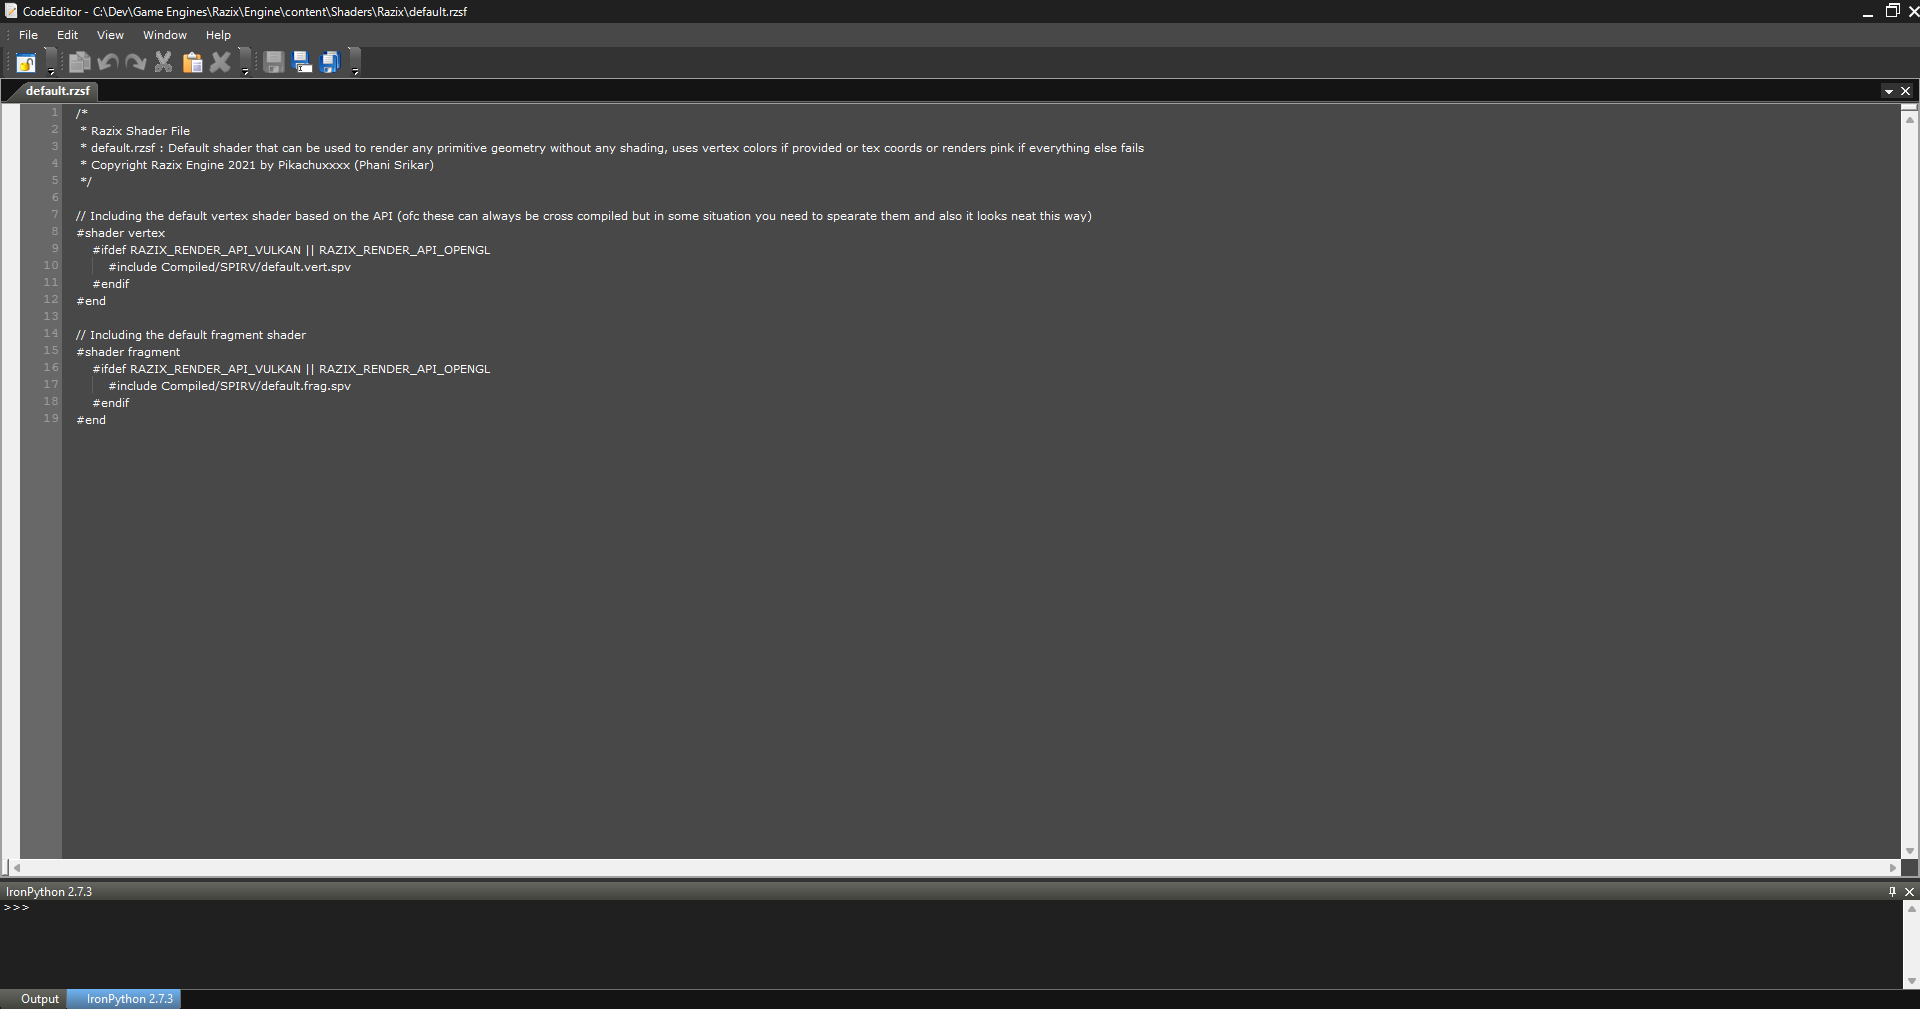 CodeEditor - C:\Dev\Game Engines\Razix\Engine\content\Shaders\Razix\default.rzsf
File Edit View Window Help
default.rzsf
1 /*
2 * Razix Shader File
3 * default.rzsf : Default shader that can be used to render any primitive geometry without any shading, uses vertex colors if provided or tex coords or renders pink if everything else fails
4 * Copyright Razix Engine 2021 by Pikachuxxxx (Phani Srikar)
5 */
6
7 // Including the default vertex shader based on the API (ofc these can always be cross compiled but in some situation you need to spearate them and also it looks neat this way)
8 #shader vertex
9 #ifdef RAZIX_RENDER_API_VULKAN || RAZIX_RENDER_API_OPENGL
10 #include Compiled/SPIRV/default.vert.spv
11 #endif
12 #end
13
14 // Including the default fragment shader
15 #shader fragment
16 #ifdef RAZIX_RENDER_API_VULKAN || RAZIX_RENDER_API_OPENGL
17 #include Compiled/SPIRV/default.frag.spv
18 #endif
19 #end
IronPython 2.7.3
>>>
Output IronPython 2.7.3